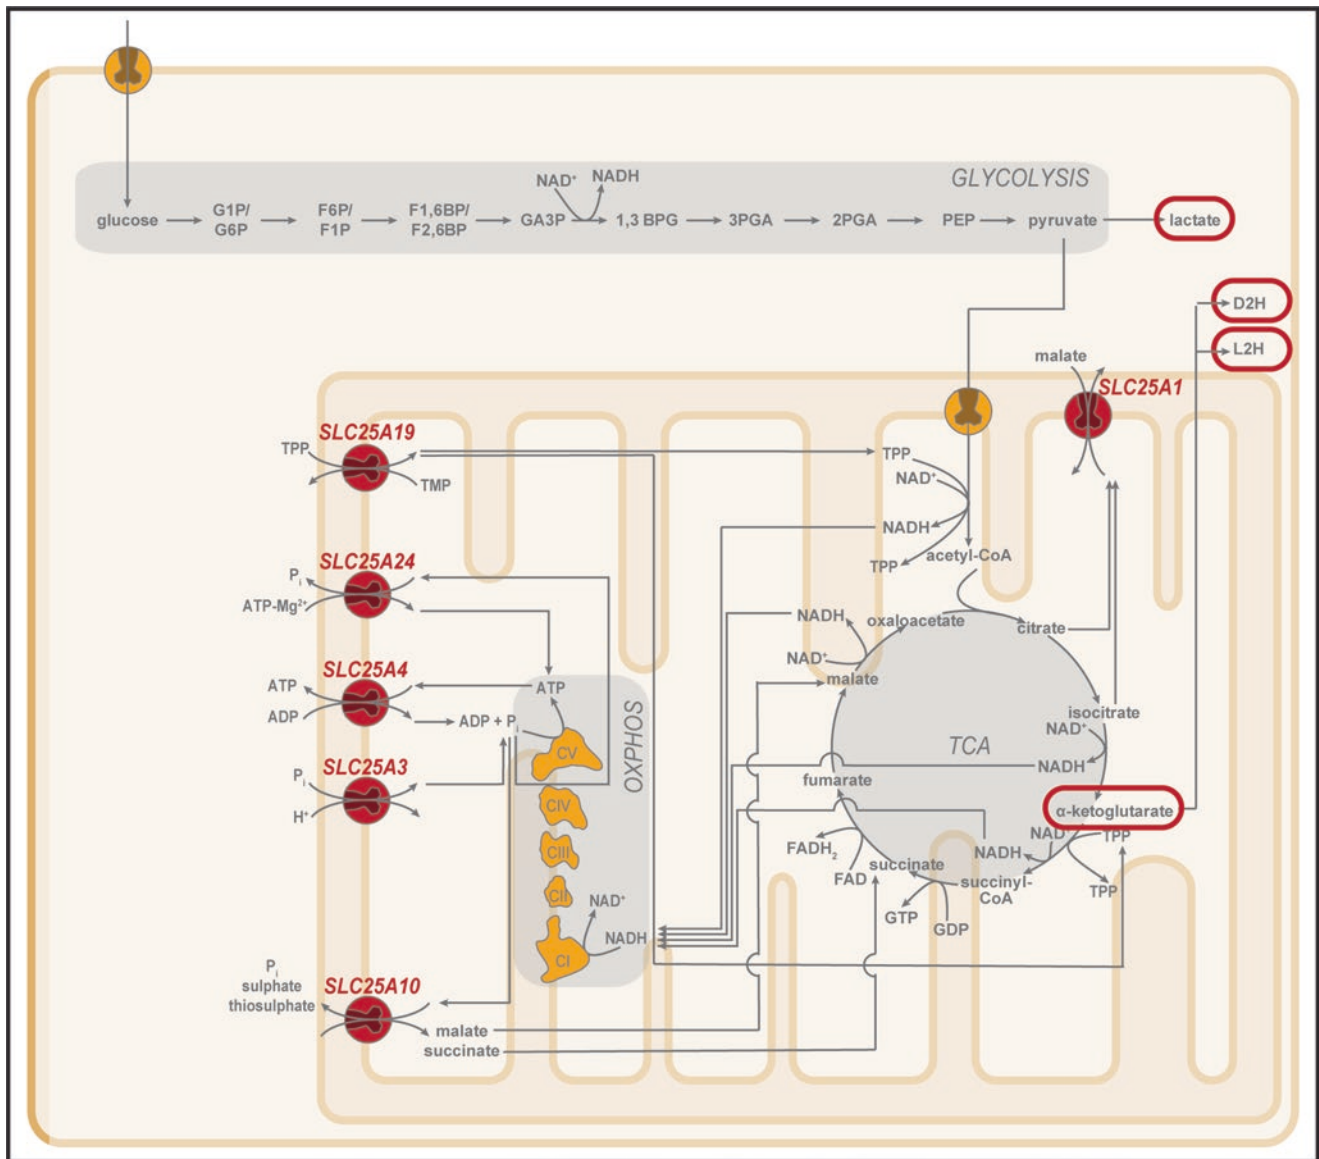 GLYCOLYSIS
NAD⁺
NADH
glucose
G1P/
G6P
F6P/
F1P
F1,6BP/
F2,6BP
GA3P
1,3 BPG
3PGA
2PGA
PEP
pyruvate
lactate
D2H
L2H
malate
SLC25A1
SLC25A19
TPP
TMP
TPP
NAD⁺
NADH
TPP
acetyl-CoA
SLC25A24
Pᵢ
ATP-Mg²⁺
NADH
NAD⁺
oxaloacetate
citrate
malate
isocitrate
NAD⁺
NADH
TCA
fumarate
α-ketoglutarate
NAD⁺
TPP
NADH
TPP
succinyl-
CoA
succinate
FADH₂
FAD
GTP
GDP
SLC25A4
ATP
ADP
ATP
ADP + Pᵢ
OXPHOS
CV
CIV
CIII
CII
CI
NAD⁺
NADH
SLC25A3
Pᵢ
H⁺
SLC25A10
Pᵢ
sulphate
thiosulphate
malate
succinate